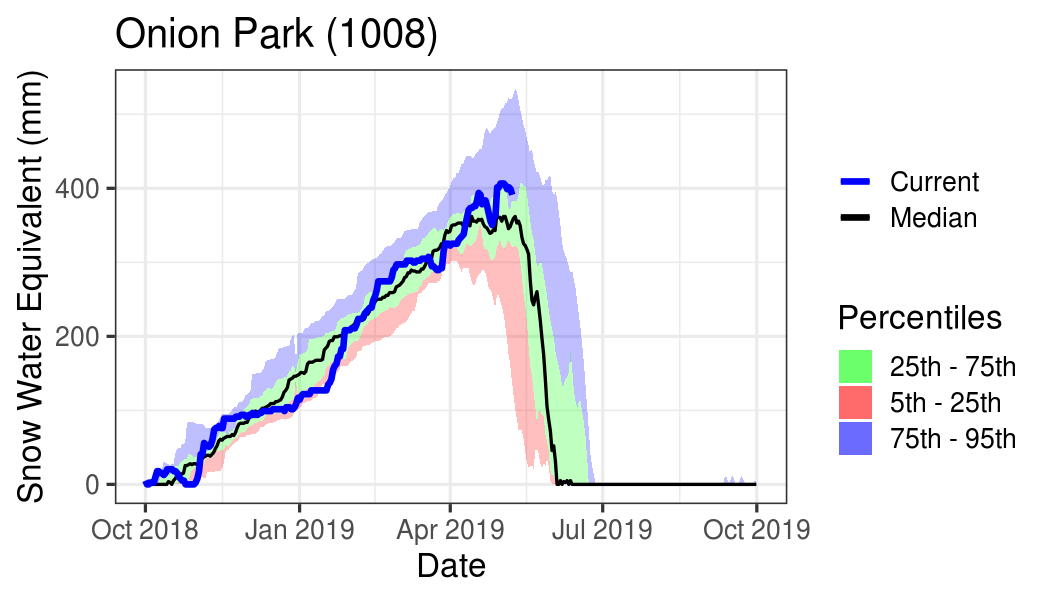 Onion Park (1008)
Snow Water Equivalent (mm)
400
200
0
Oct 2018
Jan 2019
Apr 2019
Jul 2019
Oct 2019
Date
Current
Median
Percentiles
25th - 75th
5th - 25th
75th - 95th